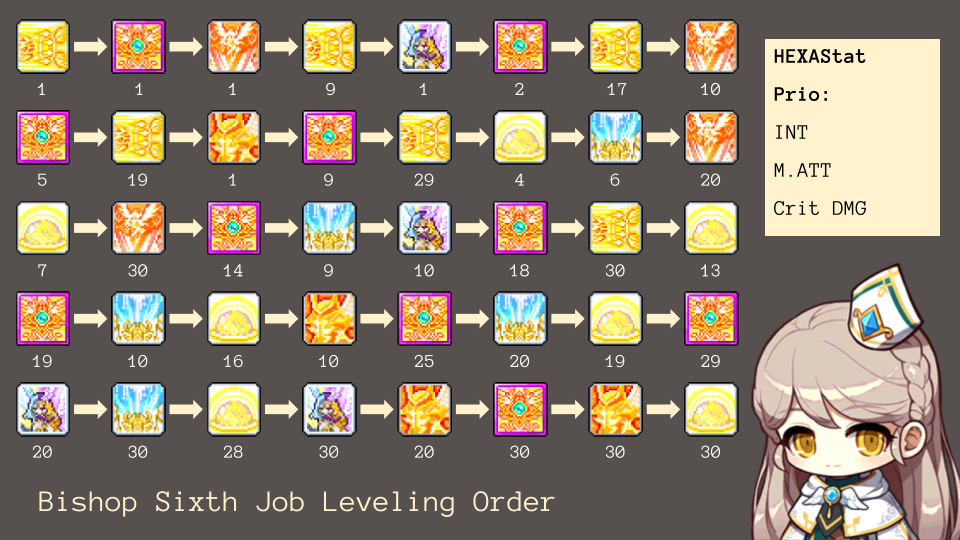 1 1 1 9 1 2 17 10
5 19 1 9 29 4 6 20
7 30 14 9 10 18 30 13
19 10 16 10 25 20 19 29
20 30 28 30 20 30 30 30
HEXAStat
Prio:
INT
M.ATT
Crit DMG
Bishop Sixth Job Leveling Order